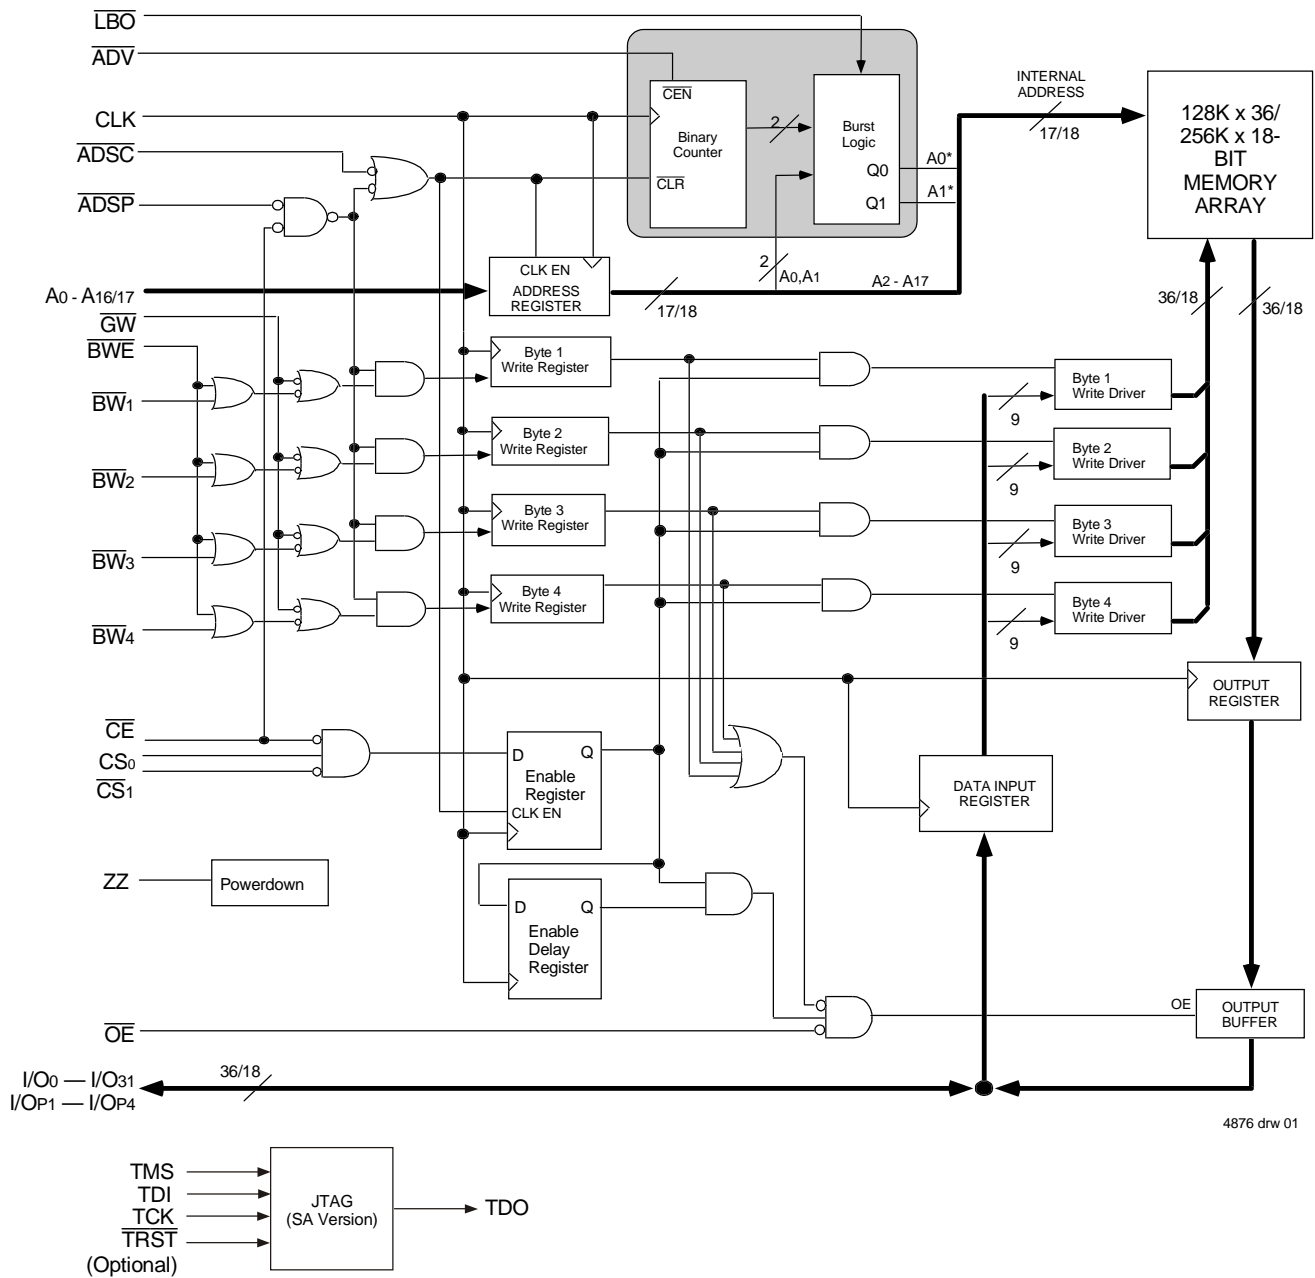 LBO
ADV
CLK
ADSC
ADSP
A0 - A16/17
GW
BWE
BW1
BW2
BW3
BW4
CE
CS0
CS1
ZZ
Powerdown
OE
I/O0 — I/O31
I/OP1 — I/OP4
36/18
CEN
Binary
Counter
CLR
2
Burst
Logic
Q0
Q1
A0*
A1*
2
A0,A1
A2 - A17
INTERNAL
ADDRESS
17/18
128K x 36/
256K x 18-
BIT
MEMORY
ARRAY
CLK EN
ADDRESS
REGISTER
17/18
36/18
36/18
Byte 1
Write Register
Byte 2
Write Register
Byte 3
Write Register
Byte 4
Write Register
9
Byte 1
Write Driver
9
Byte 2
Write Driver
9
Byte 3
Write Driver
9
Byte 4
Write Driver
OUTPUT
REGISTER
D Q
Enable
Register
CLK EN
DATA INPUT
REGISTER
D Q
Enable
Delay
Register
OE
OUTPUT
BUFFER
4876 drw 01
TMS
TDI
TCK
TRST
(Optional)
JTAG
(SA Version)
TDO